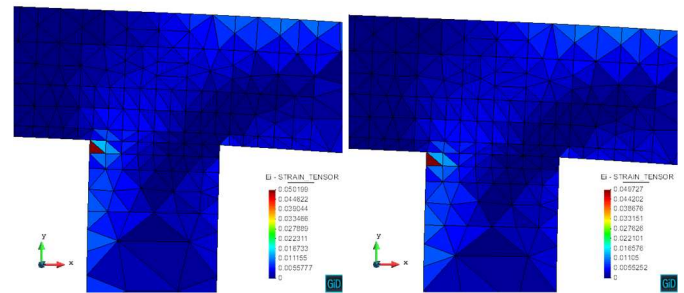 Ei - STRAIN_TENSOR
0.050199
0.044622
0.039044
0.033466
0.027889
0.022311
0.016733
0.011155
0.0055777
0
y
x
GiD
Ei - STRAIN_TENSOR
0.049727
0.044202
0.038676
0.033151
0.027626
0.022101
0.016576
0.01105
0.0055252
0
y
x
GiD